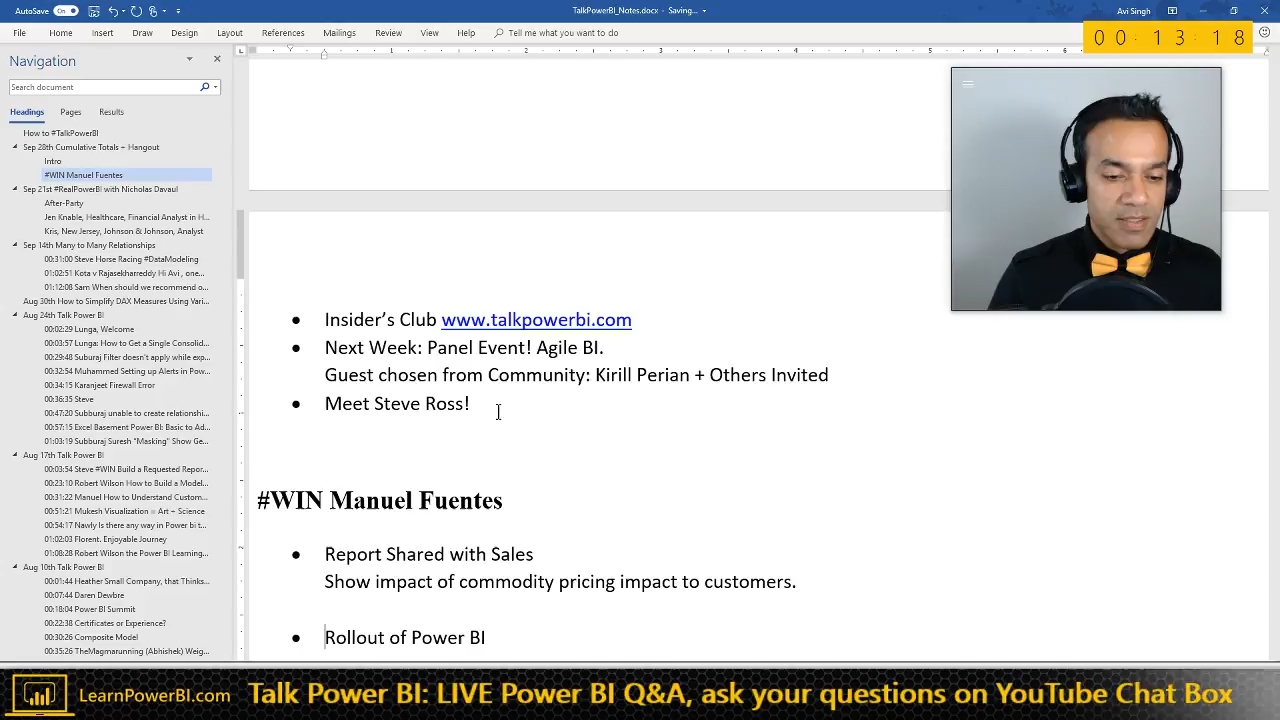 AutoSave On
TalkPowerBI_Notes.docx - Saving...
Avi Singh
File Home Insert Draw Design Layout References Mailings Review View Help Tell me what you want to do
00:13:18
Navigation
Search document
Headings Pages Results
How to #TalkPowerBI
Sep 28th Cumulative Totals + Hangout
Intro
#WIN Manuel Fuentes
Sep 21st #RealPowerBI with Nicholas Davaul
After-Party
Jen Knable, Healthcare, Financial Analyst in H...
Kris, New Jersey, Johnson & Johnson, Analyst
Sep 14th Many to Many Relationships
00:31:00 Steve Horse Racing #DataModeling
01:02:51 Kota v Rajasekharreddy Hi Avi , one...
01:12:08 Sam When should we recommend o...
Aug 30th How to Simplify DAX Measures Using Vari...
Aug 24th Talk Power BI
00:02:29 Lunga, Welcome
00:03:57 Lunga: How to Get a Single Consolid...
00:29:48 Suburaj Filter doesn't apply while exp...
00:32:54 Muhammed Setting up Alerts in Pow...
00:34:15 Karanjeet Firewall Error
00:36:35 Steve
00:47:20 Subburaj unable to create relationshi...
00:57:15 Excel Basement Power BI: Basic to Ad...
01:03:19 Subburaj Suresh "Masking" Show Ge...
Aug 17th Talk Power BI
00:03:54 Steve #WIN Build a Requested Repor...
00:23:10 Robert Wilson How to Build a Model...
00:31:22 Manuel How to Understand Custom...
00:51:21 Mukesh Visualization = Art + Science
00:54:17 Nawly Is there any way in Power bi t...
01:02:03 Florent. Enjoyable Journey
01:08:28 Robert Wilson the Power BI Learning...
Aug 10th Talk Power BI
00:01:44 Heather Small Company, that Thinks...
00:07:44 Daren Dewbre
00:18:04 Power BI Summit
00:22:38 Certificates or Experience?
00:30:26 Composite Model
00:35:26 TheMagmarunning (Abhishek) Weig...
• Insider's Club www.talkpowerbi.com
• Next Week: Panel Event! Agile BI.
Guest chosen from Community: Kirill Perian + Others Invited
• Meet Steve Ross!
#WIN Manuel Fuentes
• Report Shared with Sales
Show impact of commodity pricing impact to customers.
• Rollout of Power BI
LearnPowerBI.com
Talk Power BI: LIVE Power BI Q&A, ask your questions on YouTube Chat Box